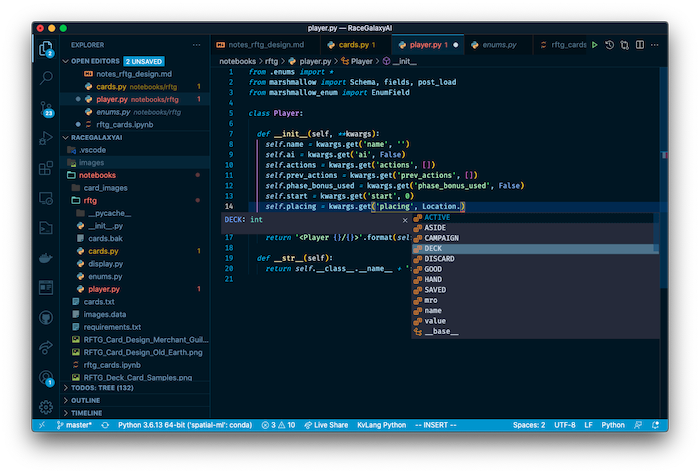 player.py — RaceGalaxyAI
EXPLORER
OPEN EDITORS 2 UNSAVED
notes_rftg_design.md
cards.py notebooks/rftg 1
player.py notebooks/rftg 1
enums.py notebooks/rftg
rftg_cards.ipynb
RACEGALAXYAI
.vscode
images
notebooks
card_images
rftg
__pycache__
__init__.py
cards.bak
cards.py 1
display.py
enums.py
player.py 1
cards.txt
images.data
requirements.txt
RFTG_Card_Design_Merchant_Guil...
RFTG_Card_Design_Old_Earth.png
rftg_cards.ipynb
RFTG_Deck_Card_Samples.png
TODOS: TREE (132)
OUTLINE
TIMELINE
2
23
1
notes_rftg_design.md cards.py 1 player.py 1 enums.py rftg_cards
notebooks > rftg > player.py > Player > __init__
1 from .enums import *
2 from marshmallow import Schema, fields, post_load
3 from marshmallow_enum import EnumField
4
5 class Player:
6
7 def __init__(self, **kwargs):
8 self.name = kwargs.get('name', '')
9 self.ai = kwargs.get('ai', False)
10 self.actions = kwargs.get('actions', [])
11 self.prev_actions = kwargs.get('prev_actions', [])
12 self.phase_bonus_used = kwargs.get('phase_bonus_used', False)
13 self.start = kwargs.get('start', 0)
14 self.placing = kwargs.get('placing', Location.)
DECK: int
ACTIVE
ASIDE
CAMPAIGN
DECK
DISCARD
GOOD
HAND
SAVED
mro
name
value
__base__
17 return '<Player {}/{}>'.format(sel
18
19 def __str__(self):
20 return self.__class__.__name__ + '
21
master* Python 3.6.13 64-bit ('spatial-ml': conda) 3 10 Live Share KvLang Python -- INSERT -- Spaces: 2 UTF-8 LF Python